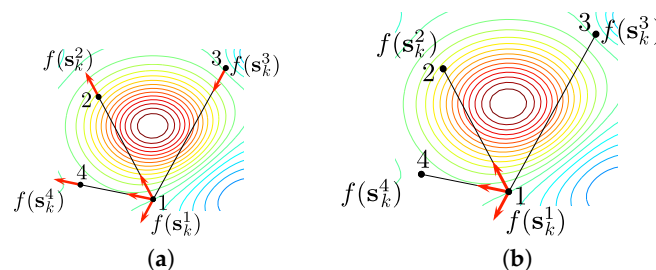 f(s_k^2)
3
f(s_k^3)
2
4
f(s_k^4)
1
f(s_k^1)
(a)
3
f(s_k^3)
f(s_k^2)
2
4
f(s_k^4)
1
f(s_k^1)
(b)